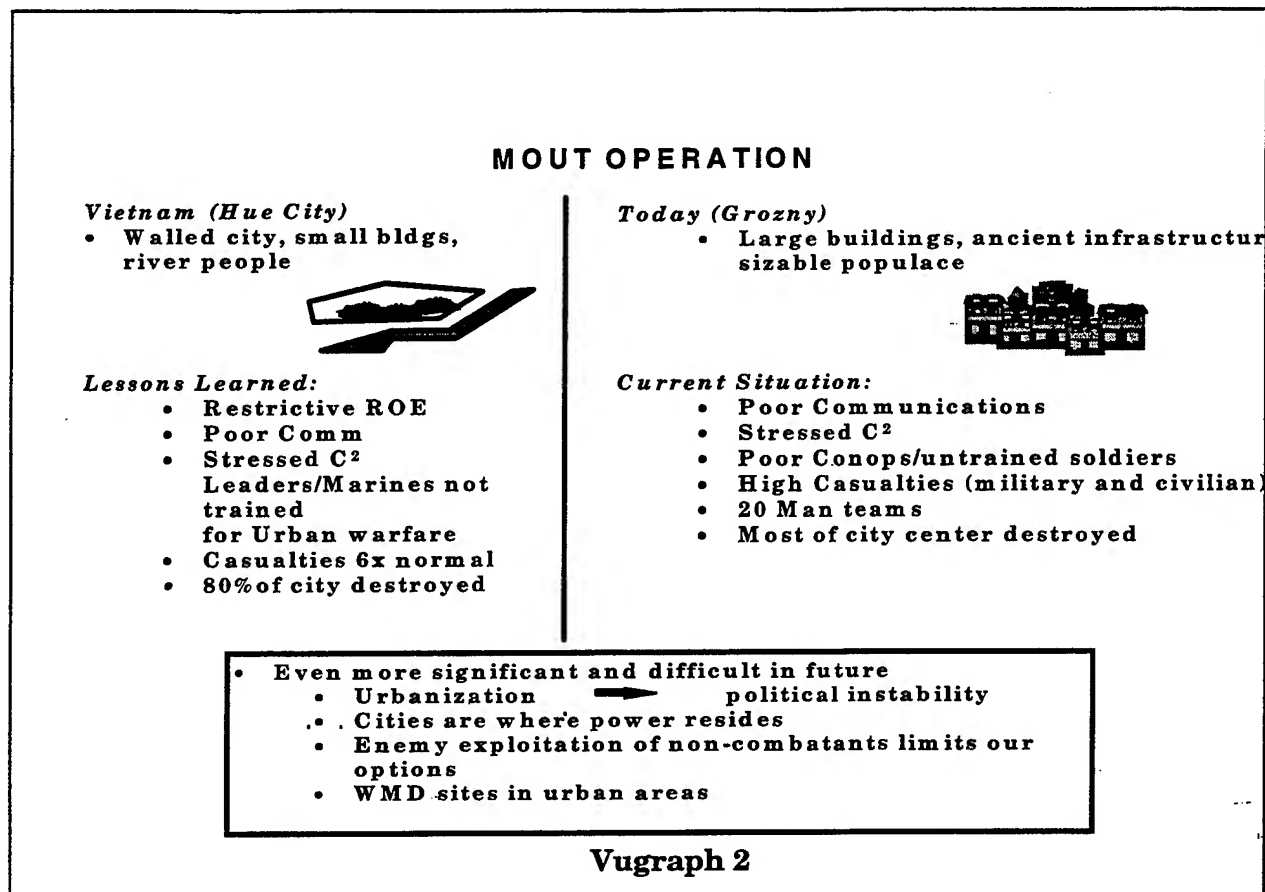 MOUT OPERATION
Vietnam (Hue City)
• Walled city, small bldgs,
river people
Lessons Learned:
• Restrictive ROE
• Poor Comm
• Stressed C²
Leaders/Marines not
trained
for Urban warfare
• Casualties 6x normal
• 80% of city destroyed
Today (Grozny)
• Large buildings, ancient infrastructur
sizable populace
Current Situation:
• Poor Communications
• Stressed C²
• Poor Conops/untrained soldiers
• High Casualties (military and civilian)
• 20 Man teams
• Most of city center destroyed
• Even more significant and difficult in future
• Urbanization → political instability
• Cities are where power resides
• Enemy exploitation of non-combatants limits our
options
• WMD sites in urban areas
Vugraph 2